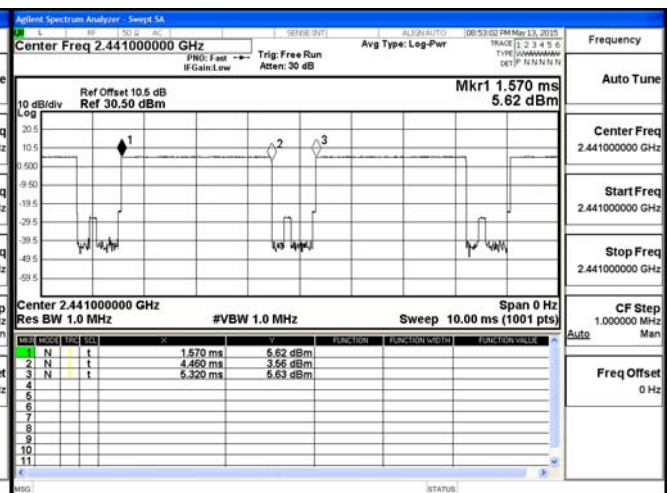 Agilent Spectrum Analyzer - Swept SA
L RF 50 Ω AC SENSE:INT ALIGNAUTO 08:53:02 PM May 13, 2015
Center Freq 2.441000000 GHz
PNO: Fast
IFGain:Low
Trig: Free Run
Atten: 30 dB
Avg Type: Log-Pwr
TRACE 1 2 3 4 5 6
TYPE WWWWWW
DET P N N N N N
Ref Offset 10.5 dB
10 dB/div Ref 30.50 dBm
Log
Mkr1 1.570 ms
5.62 dBm
20.5
10.5
0.500
-9.50
-19.5
-29.5
-39.5
-49.5
-59.5
1
2
3
Center 2.441000000 GHz Span 0 Hz
Res BW 1.0 MHz #VBW 1.0 MHz Sweep 10.00 ms (1001 pts)
MKR MODE TRC SCL X Y FUNCTION FUNCTION WIDTH FUNCTION VALUE
1 N 1 t 1.570 ms 5.62 dBm
2 N 1 t 4.460 ms 3.56 dBm
3 N 1 t 5.320 ms 5.63 dBm
4
5
6
7
8
9
10
11
MSG STATUS
Frequency
Auto Tune
Center Freq
2.441000000 GHz
Start Freq
2.441000000 GHz
Stop Freq
2.441000000 GHz
CF Step
1.000000 MHz
Auto Man
Freq Offset
0 Hz